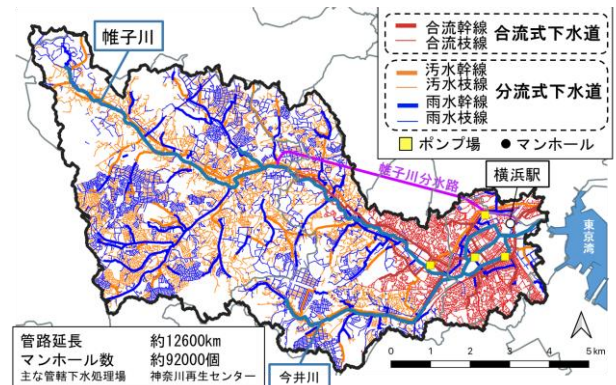 帷子川
合流幹線
合流枝線
合流式下水道
汚水幹線
汚水枝線
雨水幹線
雨水枝線
分流式下水道
ポンプ場
マンホール
横浜駅
帷子川分水路
東京湾
管路延長 約12600km
マンホール数 約92000個
主な管轄下水処理場 神奈川再生センター
今井川
0 1 2 3 4 5 km